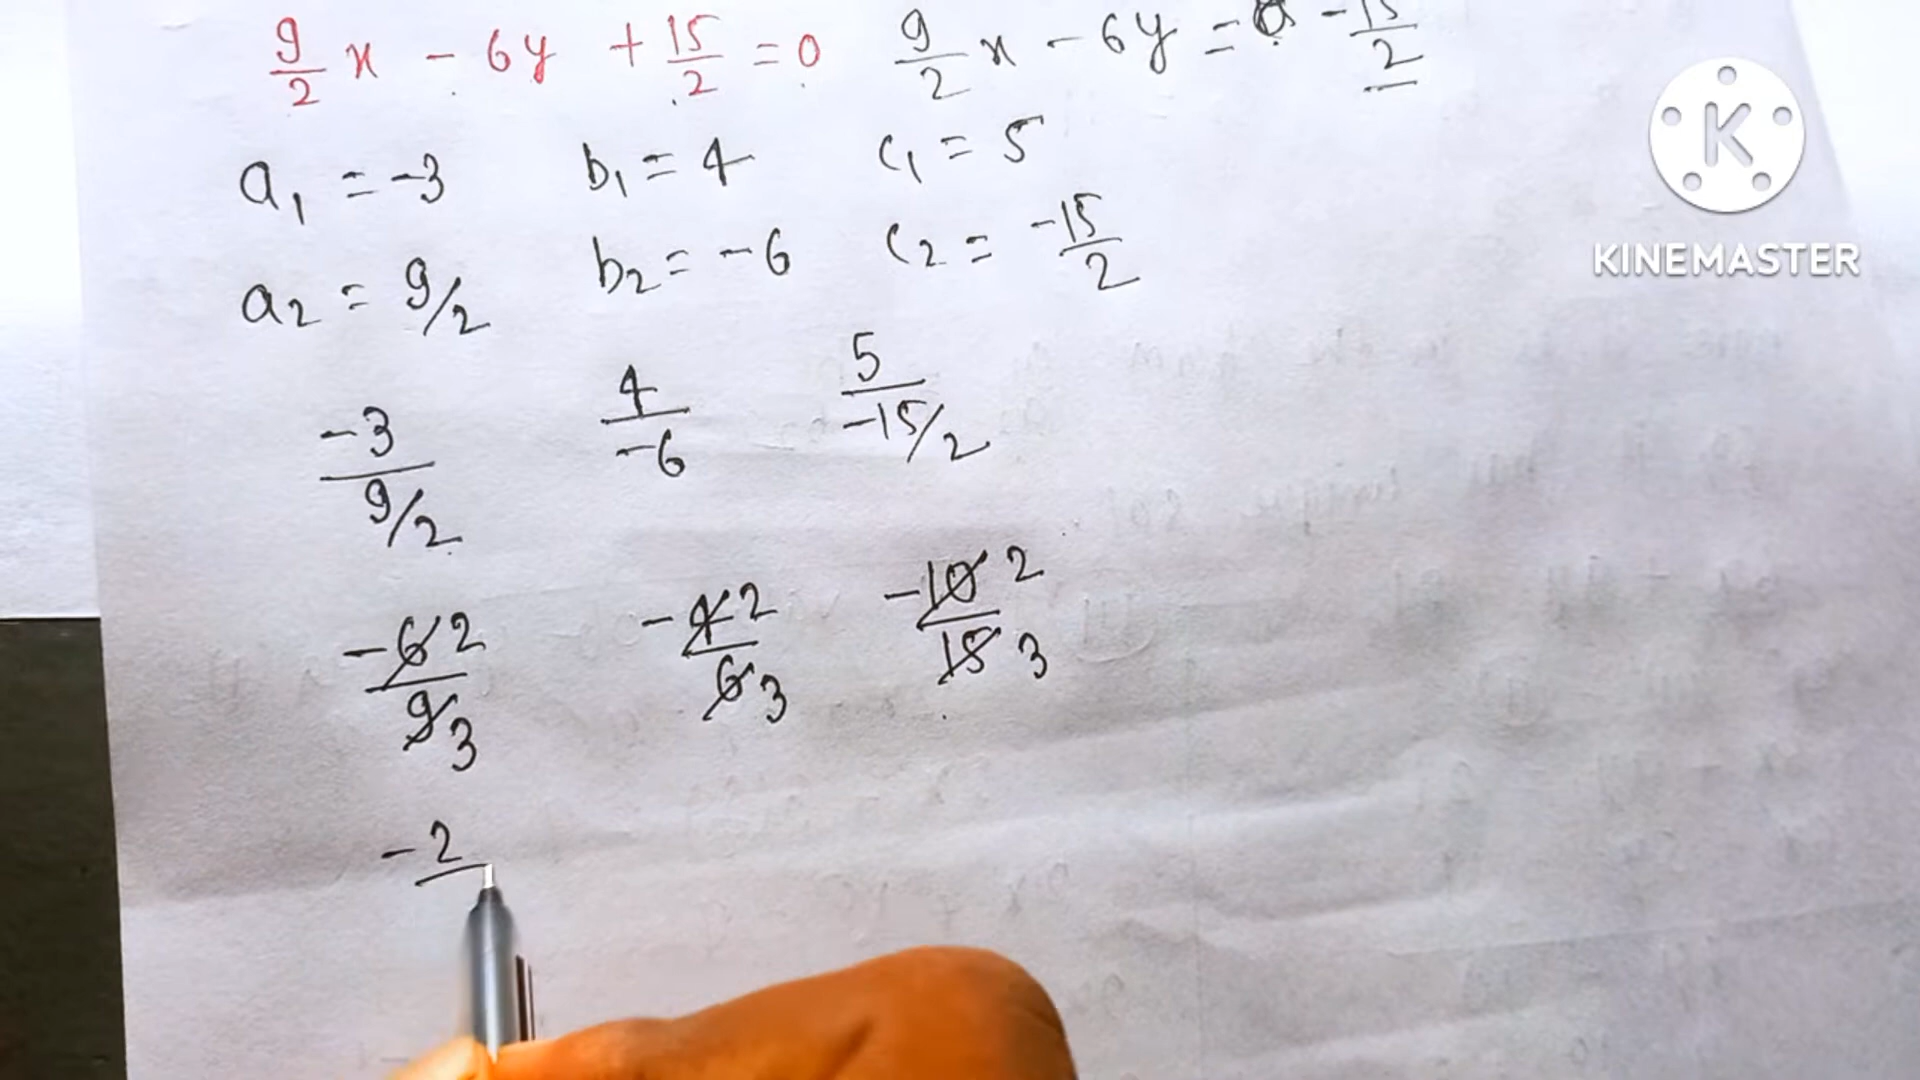 9/2 x - 6y + 15/2 = 0 9/2 x - 6y = 0 - 15/2
a₁ = -3 b₁ = 4 c₁ = 5
a₂ = 9/2 b₂ = -6 c₂ = -15/2
-3/9/2 4/-6 5/-15/2
-6 2/9 3 -4 2/6 3 -10 2/15 3
-2
K
KINEMASTER